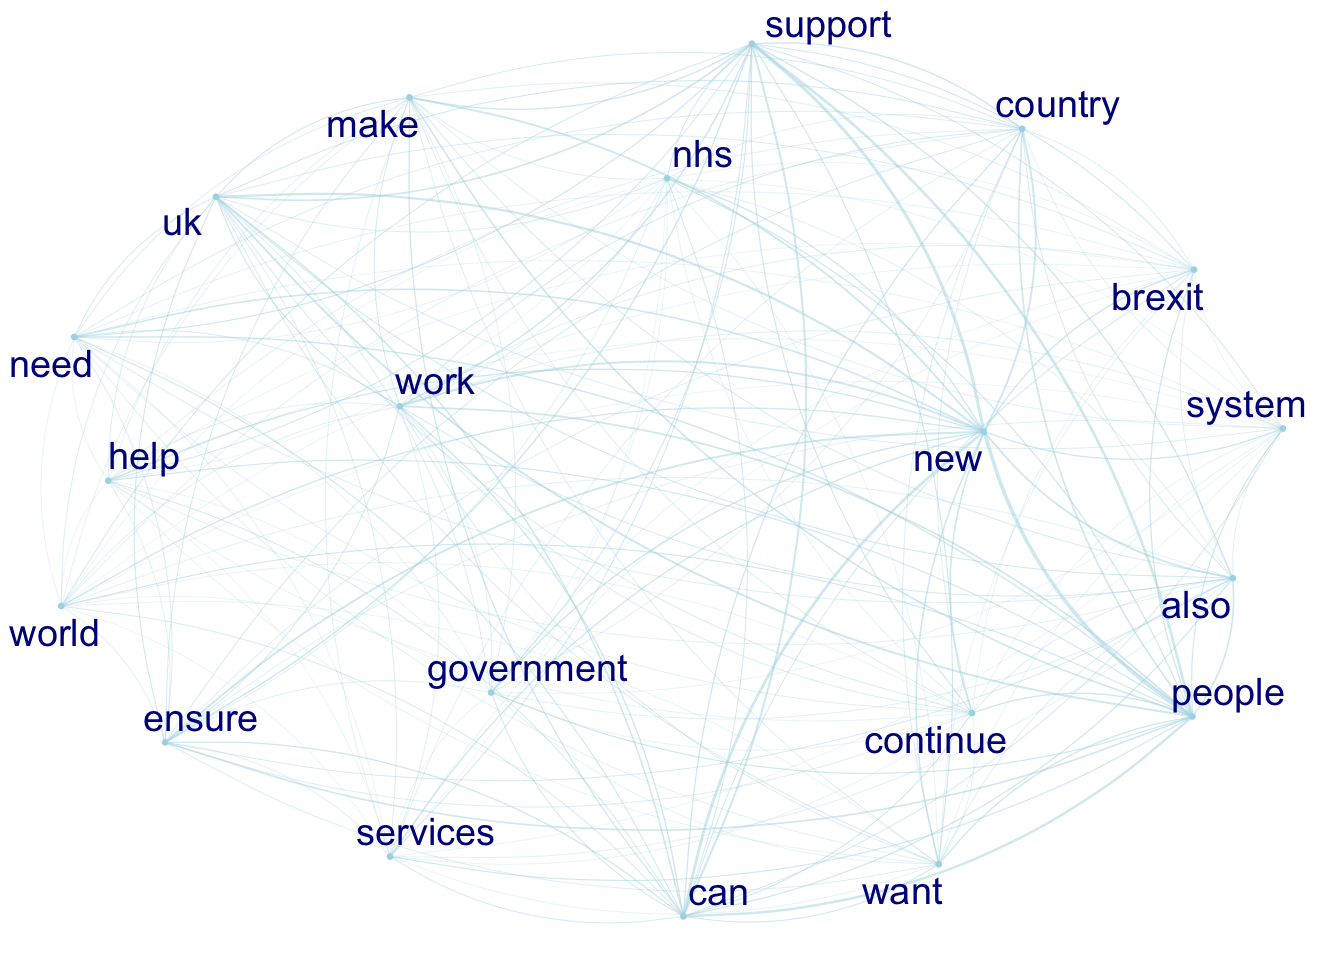 support
country
make
nhs
uk
brexit
need
work
system
help
new
also
world
government
people
ensure
continue
services
can
want